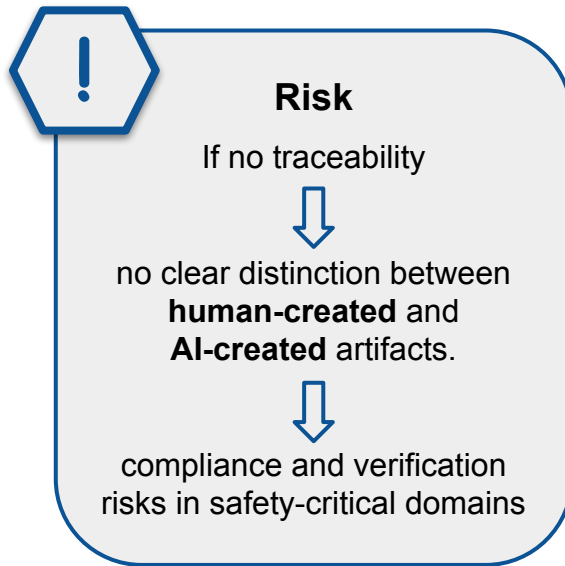 !
Risk
If no traceability
no clear distinction between
human-created and
AI-created artifacts.
compliance and verification
risks in safety-critical domains